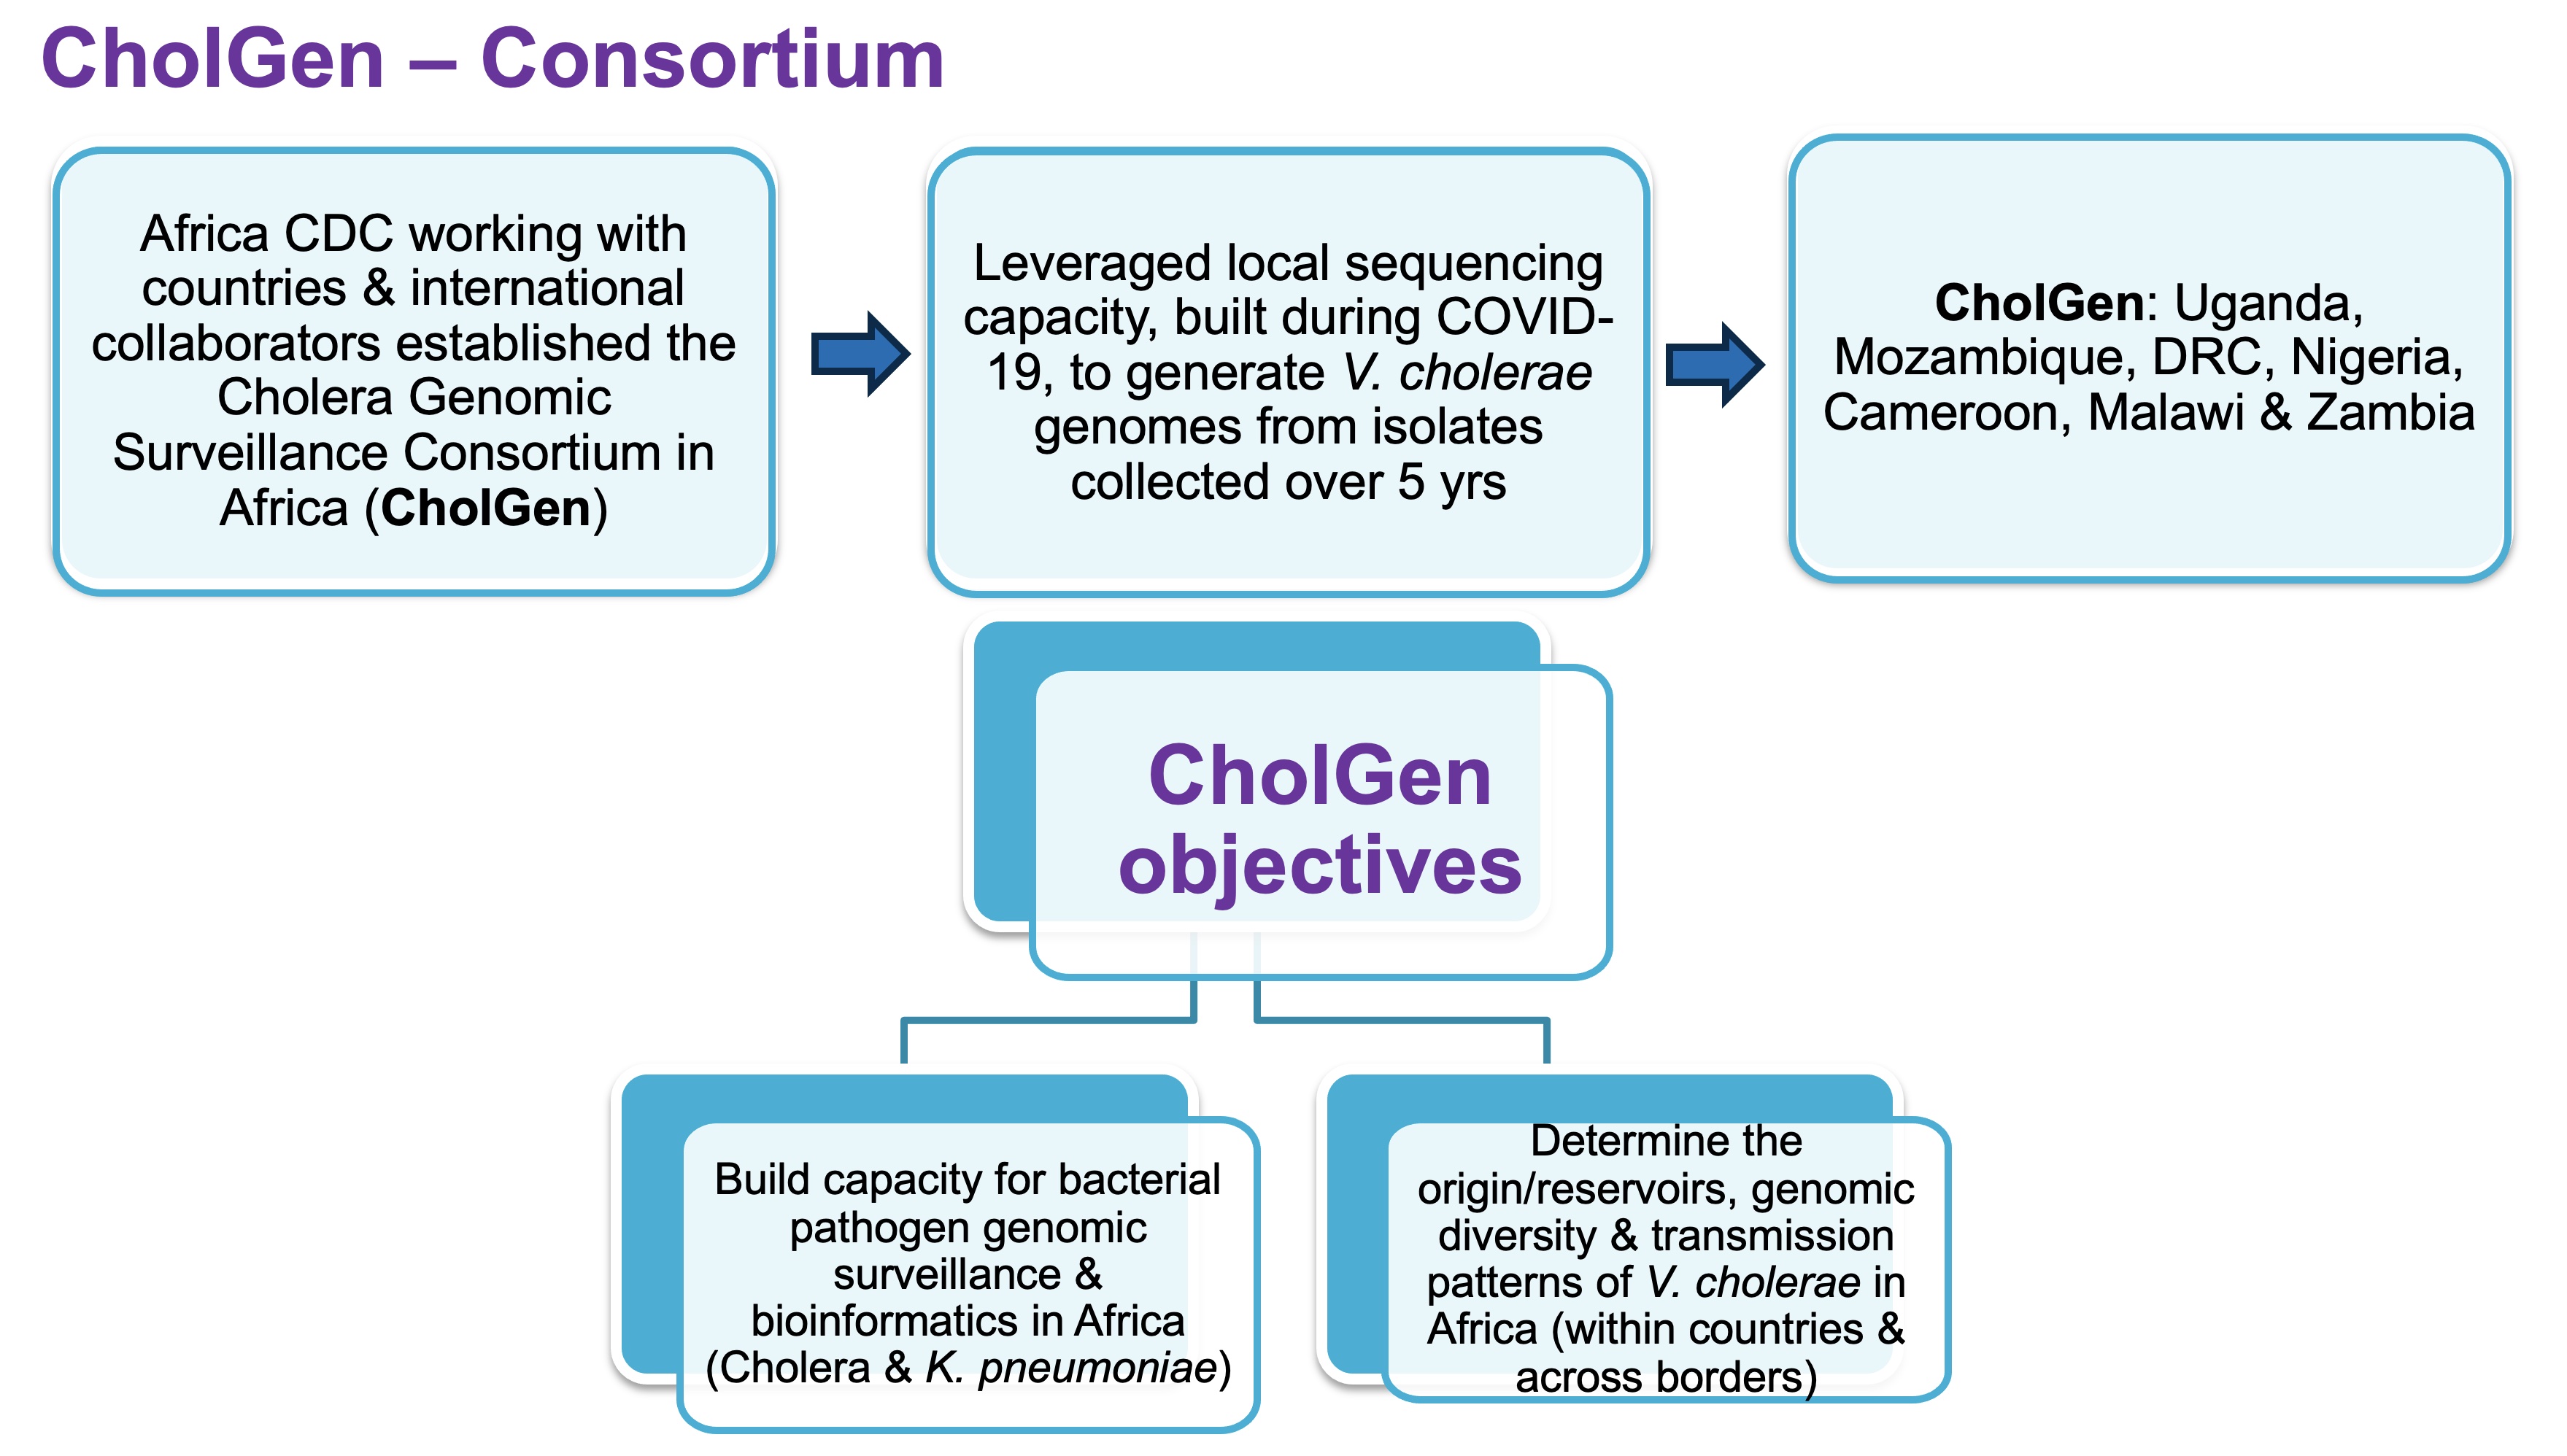 CholGen – Consortium
Africa CDC working with
countries & international
collaborators established the
Cholera Genomic
Surveillance Consortium in
Africa (CholGen)
Leveraged local sequencing
capacity, built during COVID-
19, to generate V. cholerae
genomes from isolates
collected over 5 yrs
CholGen: Uganda,
Mozambique, DRC, Nigeria,
Cameroon, Malawi & Zambia
CholGen
objectives
Build capacity for bacterial
pathogen genomic
surveillance &
bioinformatics in Africa
(Cholera & K. pneumoniae)
Determine the
origin/reservoirs, genomic
diversity & transmission
patterns of V. cholerae in
Africa (within countries &
across borders)